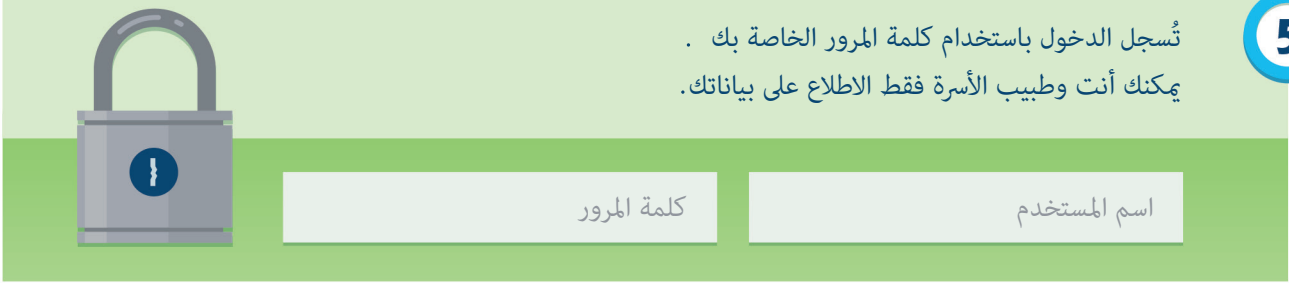 5
تُسجل الدخول باستخدام كلمة المرور الخاصة بك .
يمكنك أنت وطبيب الأسرة فقط الاطلاع على بياناتك.
اسم المستخدم
كلمة المرور